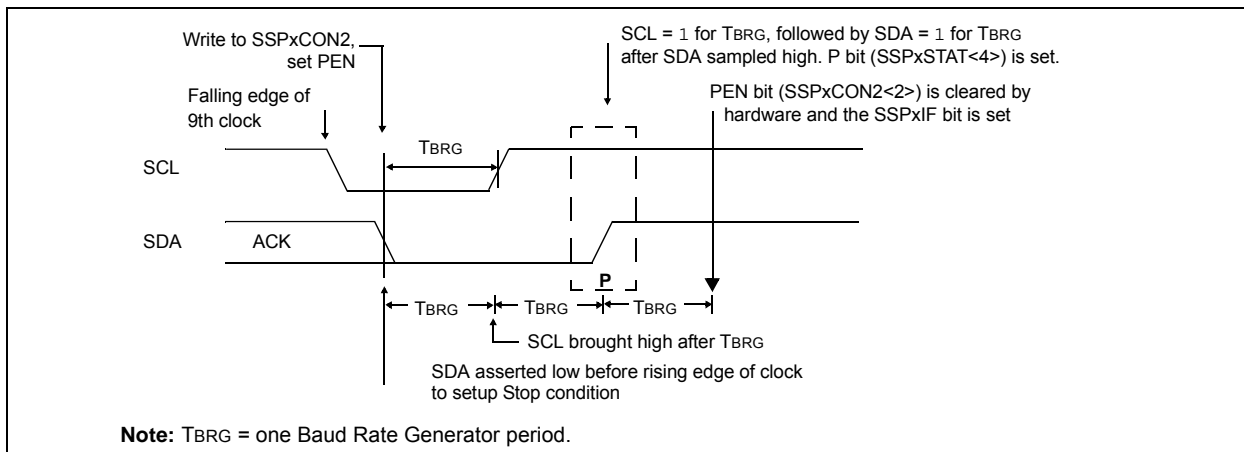 Write to SSPxCON2,
set PEN
SCL = 1 for TBRG, followed by SDA = 1 for TBRG
after SDA sampled high. P bit (SSPxSTAT<4>) is set.
Falling edge of
9th clock
PEN bit (SSPxCON2<2>) is cleared by
hardware and the SSPxIF bit is set
TBRG
SCL
SDA
ACK
P
TBRG
TBRG
TBRG
SCL brought high after TBRG
SDA asserted low before rising edge of clock
to setup Stop condition
Note: TBRG = one Baud Rate Generator period.